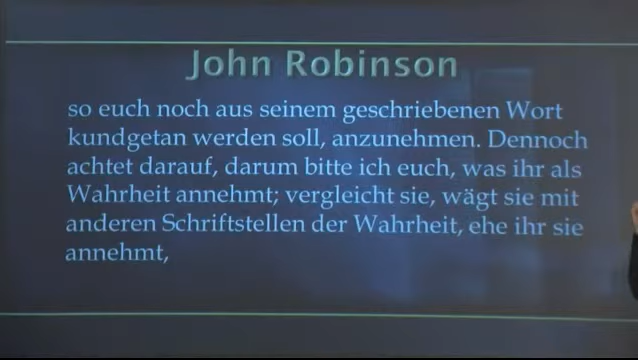 John Robinson
so euch noch aus seinem geschriebenen Wort
kundgetan werden soll, anzunehmen. Dennoch
achtet darauf, darum bitte ich euch, was ihr als
Wahrheit annehmt; vergleicht sie, wägt sie mit
anderen Schriftstellen der Wahrheit, ehe ihr sie
annehmt,